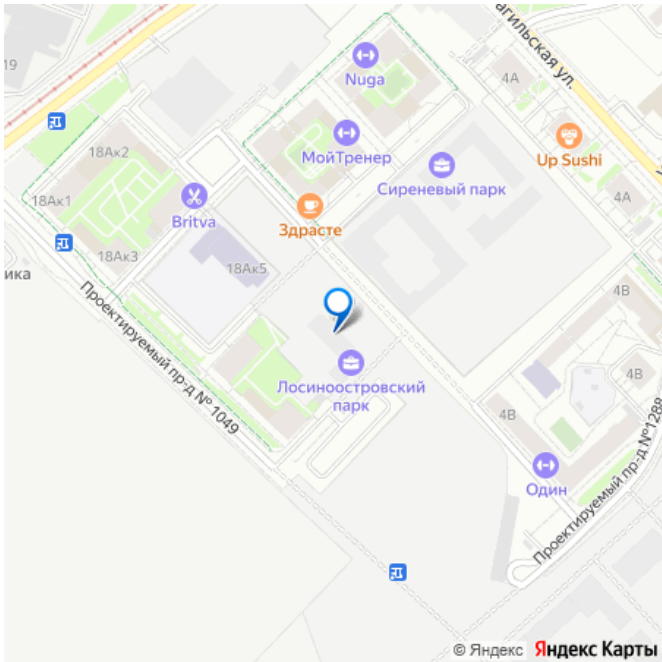 агильская ул.
19
Nuga
4А
18Ак2
МойТренер
Up Sushi
Сиреневый парк
18Ак1
Britva
4А
Здрасте
18Ак3
18Ак5
ика
4В
Проектируемый пр-д № 1049
Лосиноостровский
парк
4В
4В
Один
Проектируемый пр-д №1288
© Яндекс Яндекс Карты